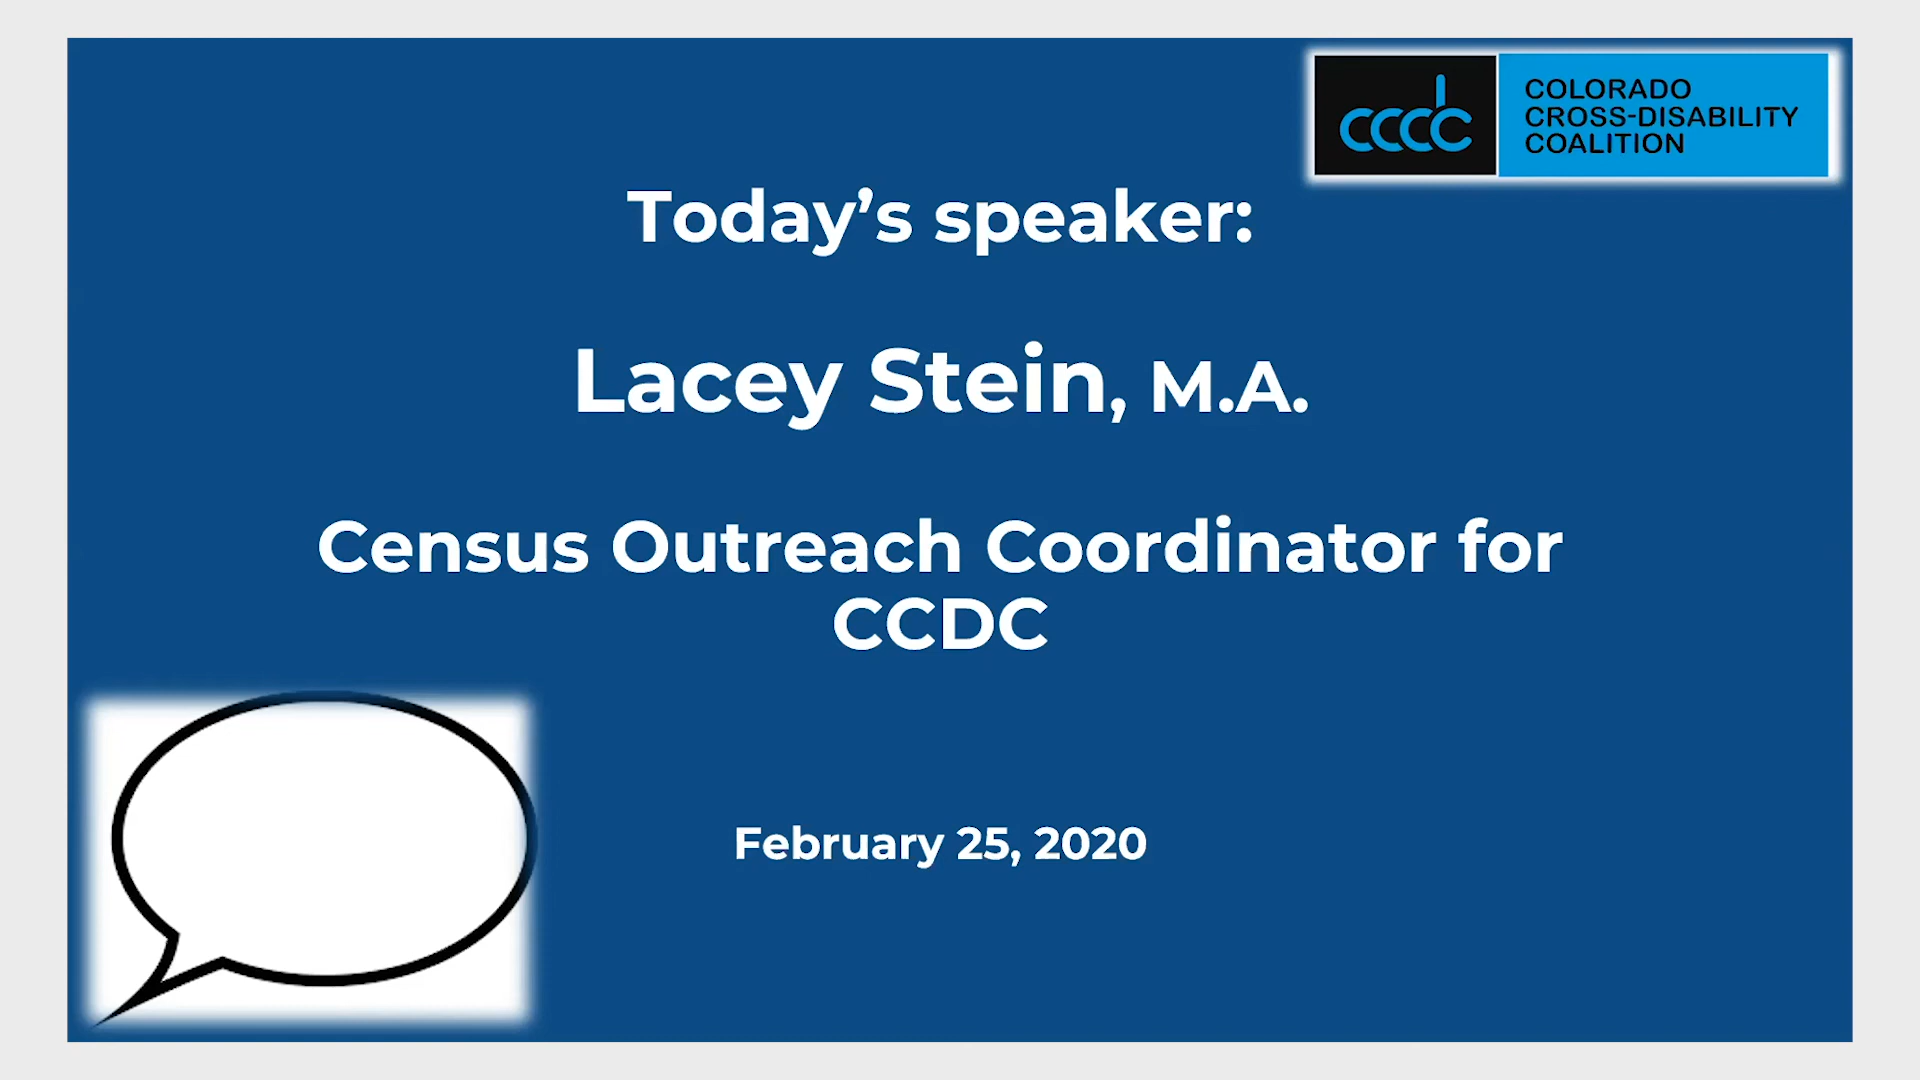 cccdc
COLORADO
CROSS-DISABILITY
COALITION
Today’s speaker:
Lacey Stein, M.A.
Census Outreach Coordinator for
CCDC
February 25, 2020